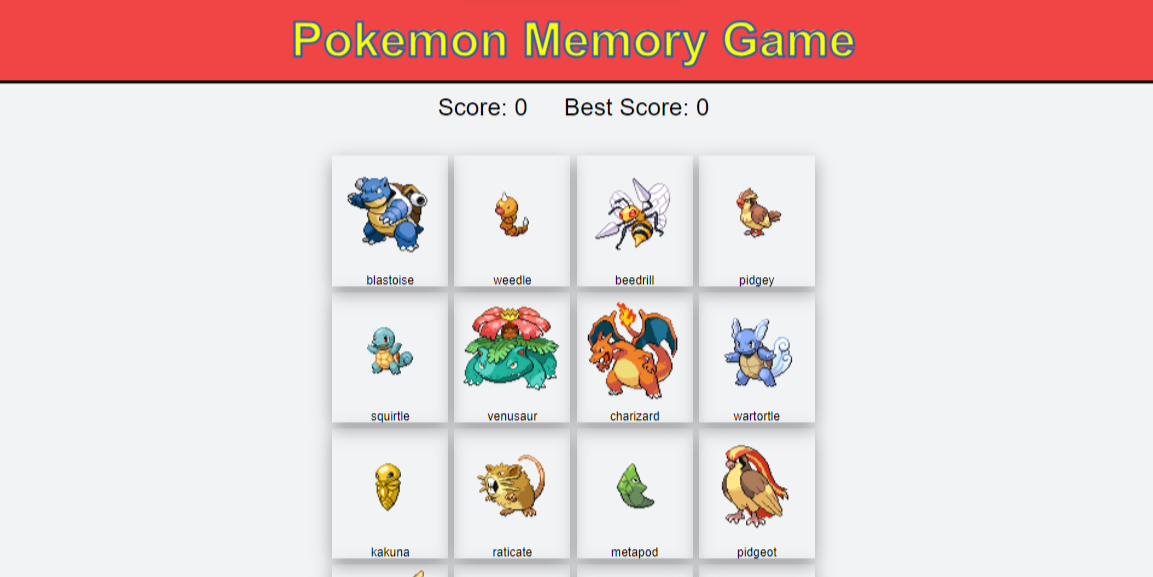 Pokemon Memory Game
Score: 0 Best Score: 0
blastoise weedle beedrill pidgey
squirtle venusaur charizard wartortle
kakuna raticate metapod pidgeot